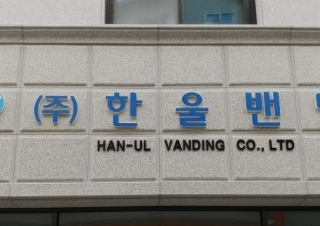 (주) 한울밴
HAN-UL VANDING CO., LTD